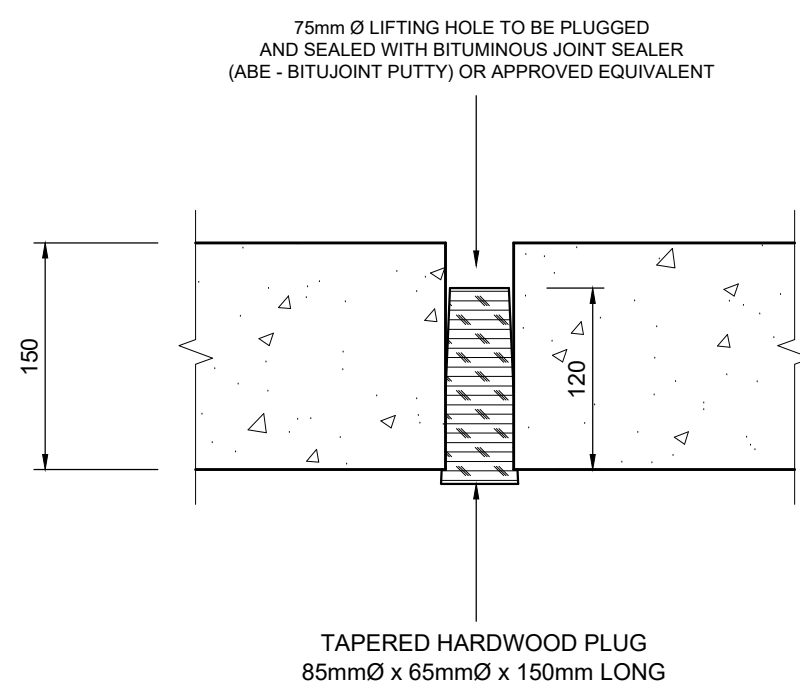 75mm Ø LIFTING HOLE TO BE PLUGGED
AND SEALED WITH BITUMINOUS JOINT SEALER
(ABE - BITUJOINT PUTTY) OR APPROVED EQUIVALENT
150
120
TAPERED HARDWOOD PLUG
85mmØ x 65mmØ x 150mm LONG